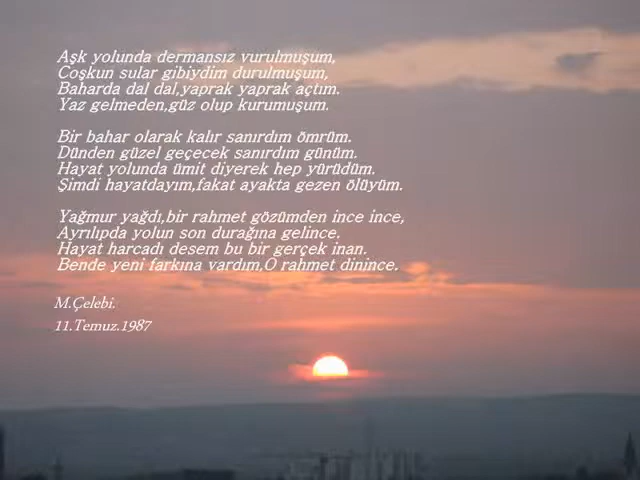 Aşk yolunda dermansız vurulmuşum,
Coşkun sular gibiydim durulmuşum,
Baharda dal dal,yaprak yaprak açtım.
Yaz gelmeden,güz olup kurumuşum.
Bir bahar olarak kalır sanırdım ömrüm.
Dünden güzel geçecek sanırdım günüm.
Hayat yolunda ümit diyerek hep yürüdüm.
Şimdi hayatdayım,fakat ayakta gezen ölüyüm.
Yağmur yağdı,bir rahmet gözümden ince ince,
Ayrılıpda yolun son durağına gelince.
Hayat harcadı desem bu bir gerçek inan.
Bende yeni farkına vardım,O rahmet dinince.
M.Çelebi.
11.Temuz.1987